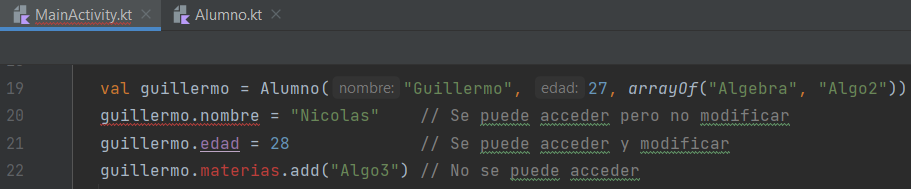 MainActivity.kt × Alumno.kt ×
19 val guillermo = Alumno( nombre: "Guillermo", edad: 27, arrayOf("Algebra", "Algo2"))
20 guillermo.nombre = "Nicolas" // Se puede acceder pero no modificar
21 guillermo.edad = 28 // Se puede acceder y modificar
22 guillermo.materias.add("Algo3") // No se puede acceder